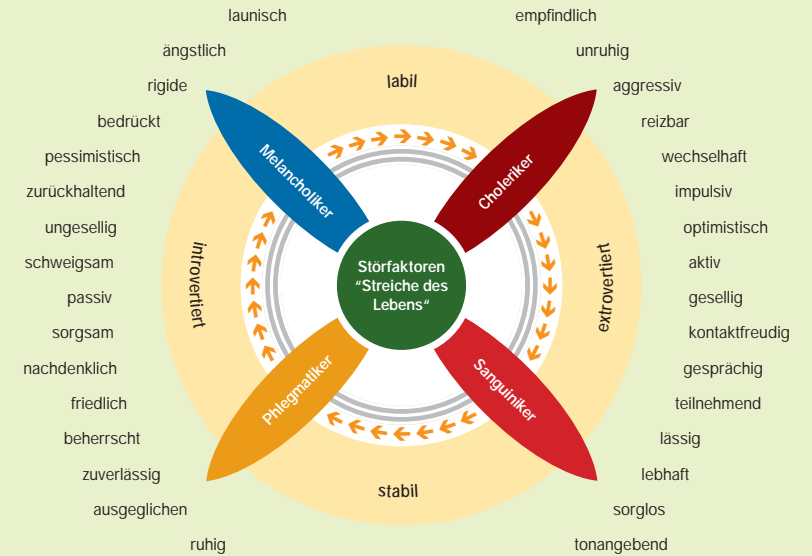 launisch
ängstlich
rigide
bedrückt
pessimistisch
zurückhaltend
ungesellig
schweigsam
passiv
sorgsam
nachdenklich
friedlich
beherrscht
zuverlässig
ausgeglichen
ruhig
labil
introvertiert
extrovertiert
stabil
Melancholiker
Choleriker
Phlegmatiker
Sanguiniker
Störfaktoren
“Streiche des
Lebens“
empfindlich
unruhig
aggressiv
reizbar
wechselhaft
impulsiv
optimistisch
aktiv
gesellig
kontaktfreudig
gesprächig
teilnehmend
lässig
lebhaft
sorglos
tonangebend